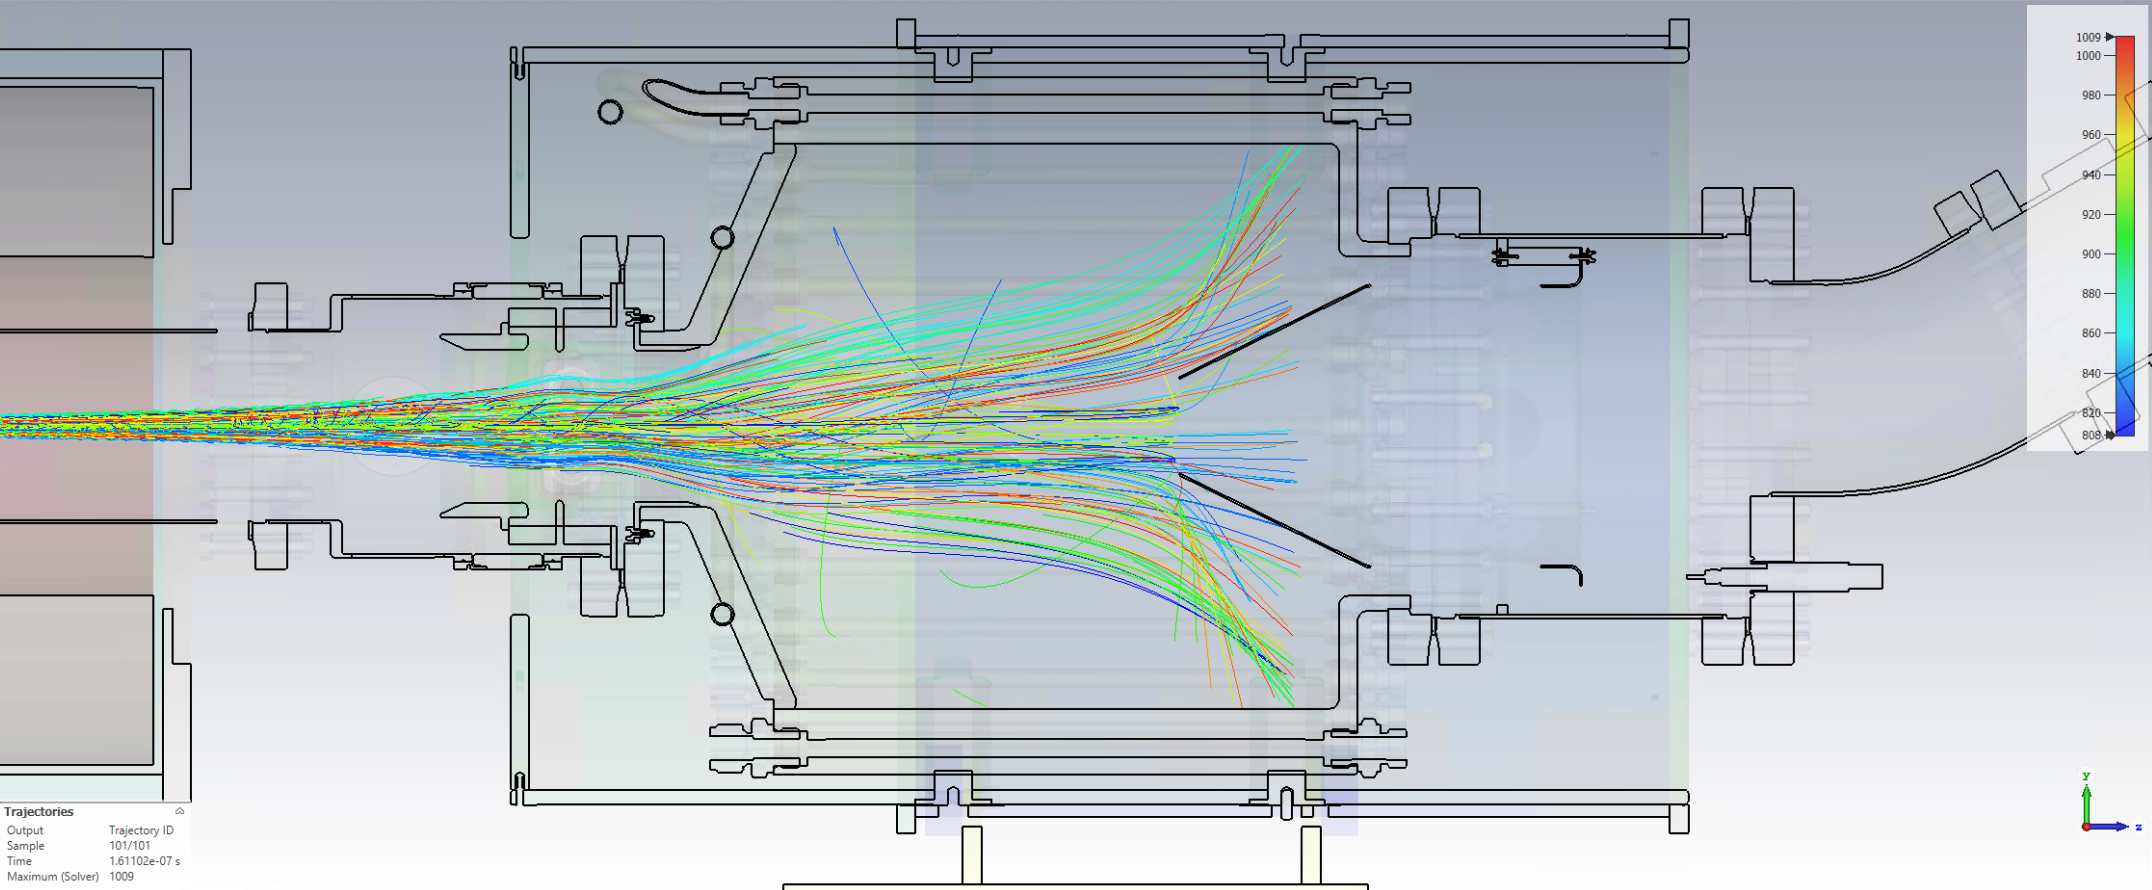 1009
1000
980
960
940
920
900
880
860
840
820
808
y
z
Trajectories
Output Trajectory ID
Sample 101/101
Time 1.61102e-07 s
Maximum (Solver) 1009